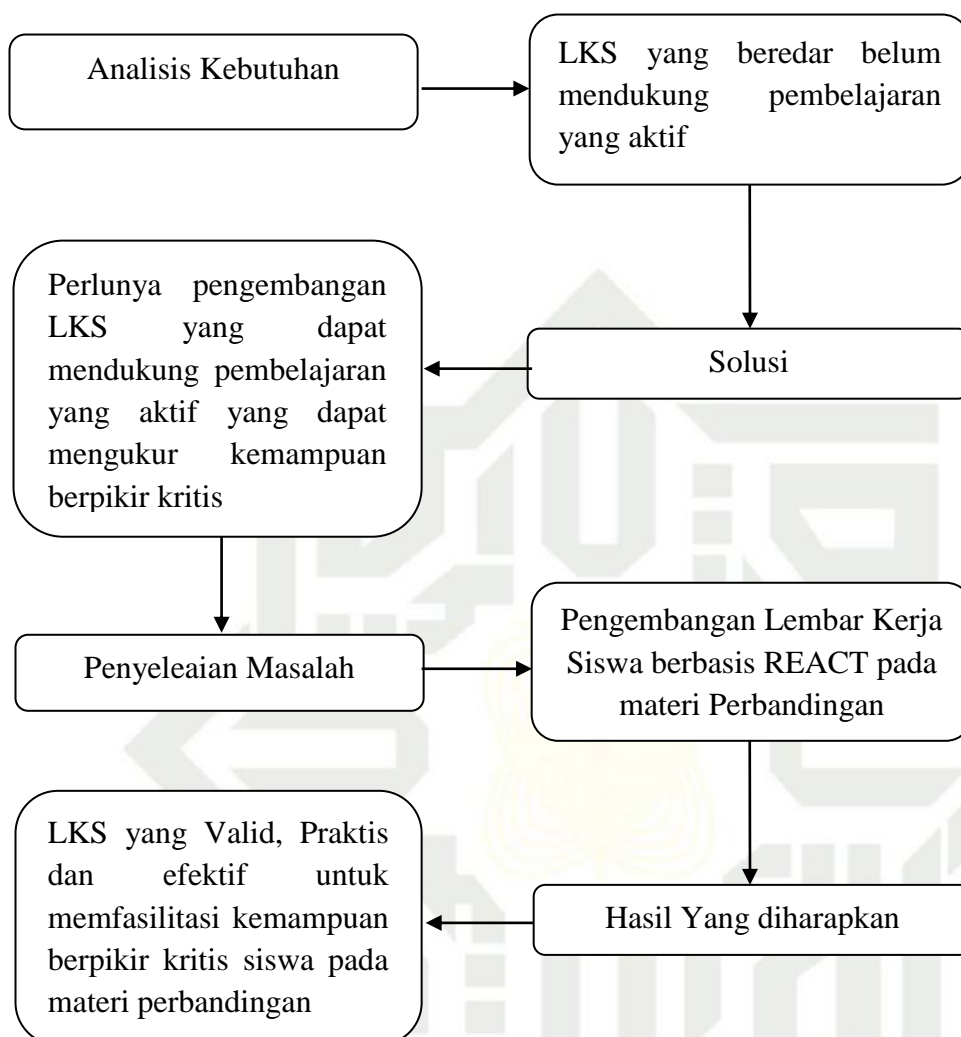 Analisis Kebutuhan
LKS yang beredar belum
mendukung pembelajaran
yang aktif
Solusi
Perlunya pengembangan
LKS yang dapat
mendukung pembelajaran
yang aktif yang dapat
mengukur kemampuan
berpikir kritis
Penyeleaian Masalah
Pengembangan Lembar Kerja
Siswa berbasis REACT pada
materi Perbandingan
Hasil Yang diharapkan
LKS yang Valid, Praktis
dan efektif untuk
memfasilitasi kemampuan
berpikir kritis siswa pada
materi perbandingan